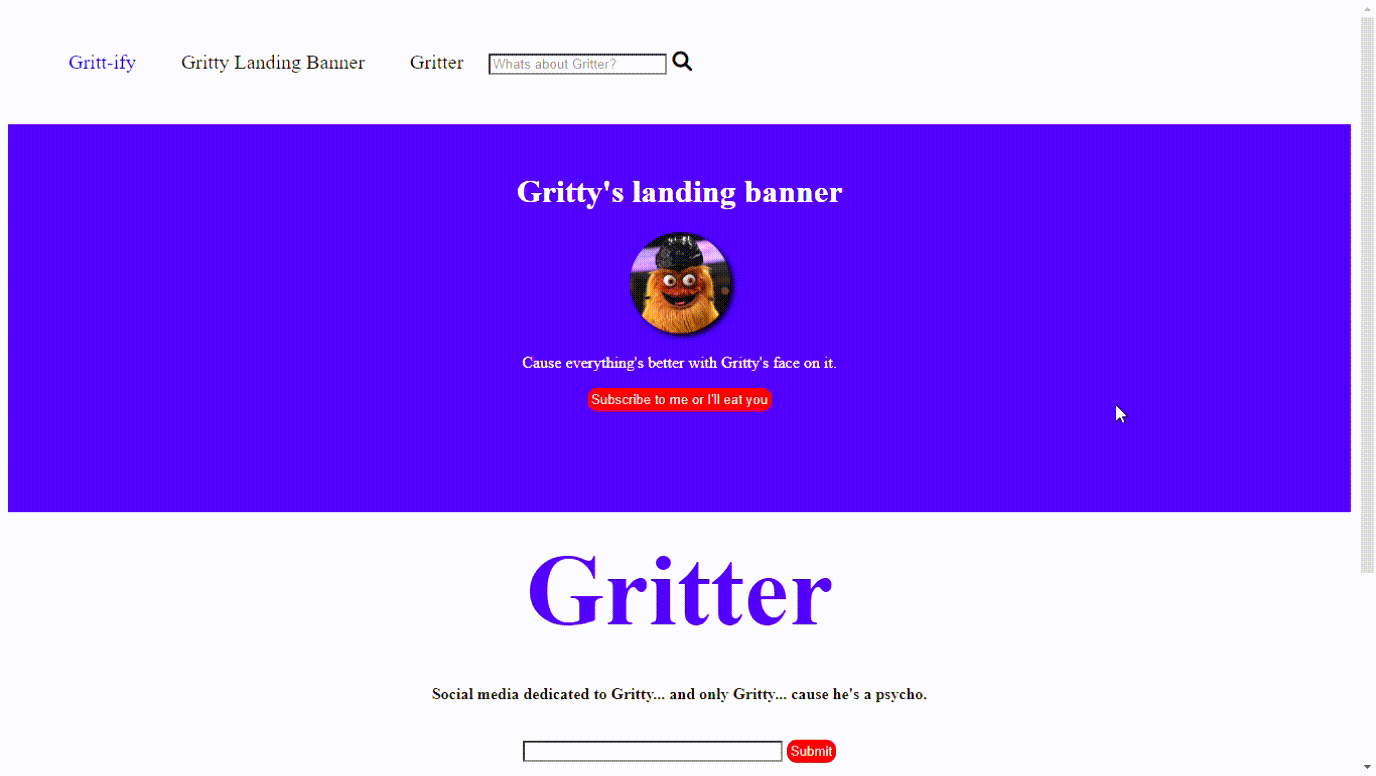 Gritt-ify Gritty Landing Banner Gritter Whats about Gritter?
Gritty's landing banner
Cause everything's better with Gritty's face on it.
Subscribe to me or I'll eat you
Gritter
Social media dedicated to Gritty... and only Gritty... cause he's a psycho.
Submit